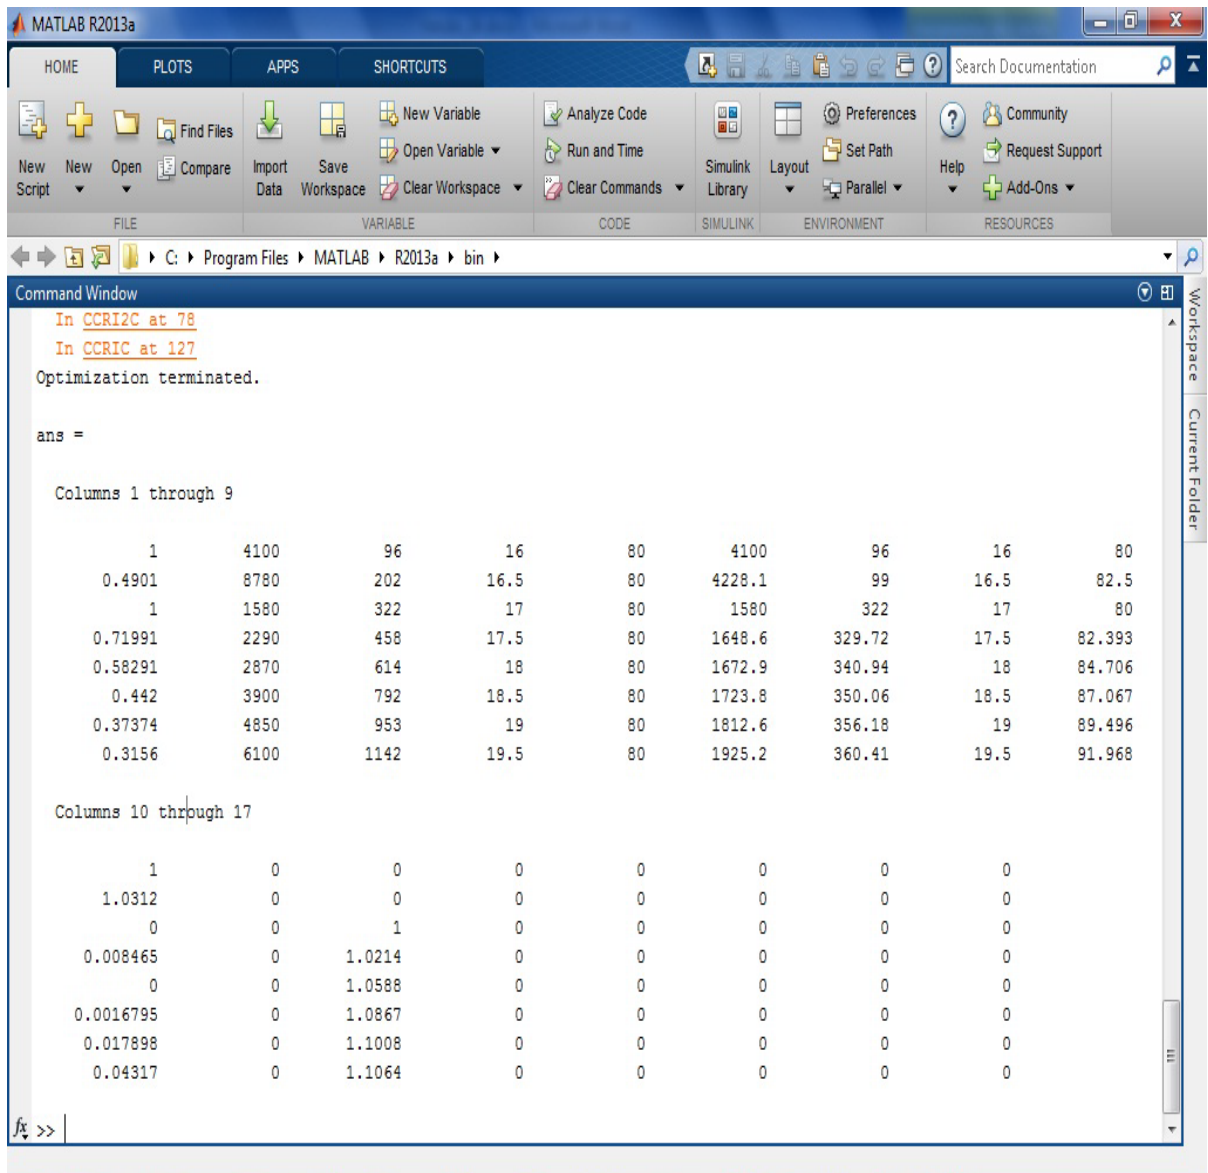 MATLAB R2013a
HOME PLOTS APPS SHORTCUTS Search Documentation
New Script
New
Open
Find Files
Compare
FILE
Import Data
Save Workspace
New Variable
Open Variable
Clear Workspace
VARIABLE
Analyze Code
Run and Time
Clear Commands
CODE
Simulink Library
SIMULINK
Layout
Preferences
Set Path
Parallel
ENVIRONMENT
Help
Community
Request Support
Add-Ons
RESOURCES
C: Program Files MATLAB R2013a bin
Command Window
In CCRI2C at 78
In CCRIC at 127
Optimization terminated.
ans =
Columns 1 through 9
1 4100 96 16 80 4100 96 16 80
0.4901 8780 202 16.5 80 4228.1 99 16.5 82.5
1 1580 322 17 80 1580 322 17 80
0.71991 2290 458 17.5 80 1648.6 329.72 17.5 82.393
0.58291 2870 614 18 80 1672.9 340.94 18 84.706
0.442 3900 792 18.5 80 1723.8 350.06 18.5 87.067
0.37374 4850 953 19 80 1812.6 356.18 19 89.496
0.3156 6100 1142 19.5 80 1925.2 360.41 19.5 91.968
Columns 10 through 17
1 0 0 0 0 0 0 0
1.0312 0 0 0 0 0 0 0
0 0 1 0 0 0 0 0
0.008465 0 1.0214 0 0 0 0 0
0 0 1.0588 0 0 0 0 0
0.0016795 0 1.0867 0 0 0 0 0
0.017898 0 1.1008 0 0 0 0 0
0.04317 0 1.1064 0 0 0 0 0
fx >>
Workspace
Current Folder